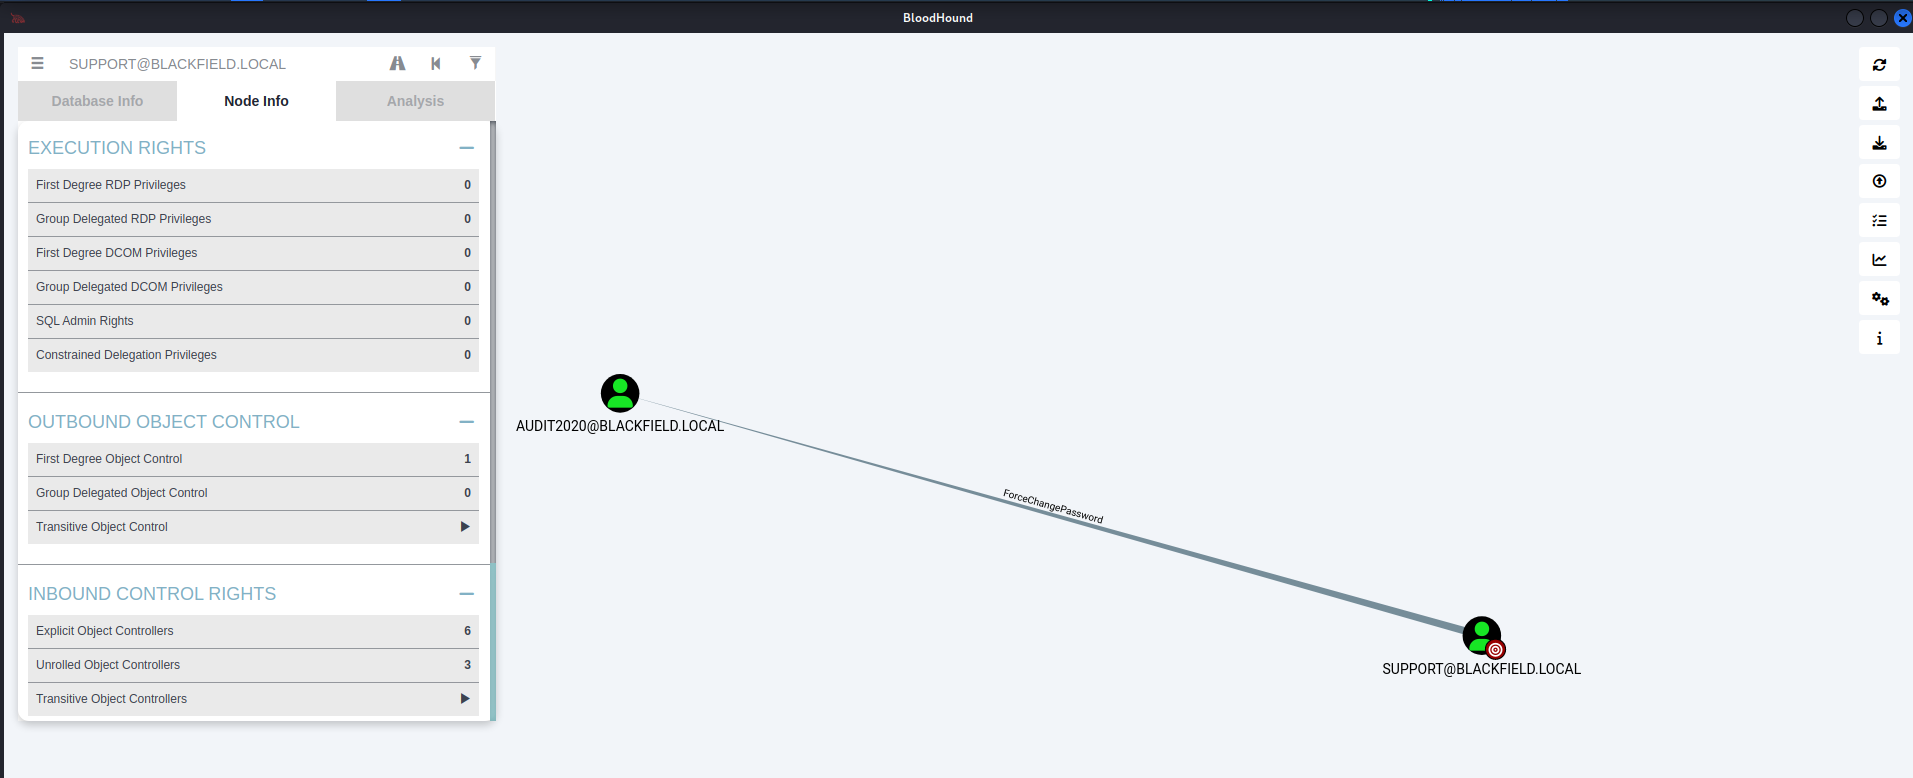 BloodHound
SUPPORT@BLACKFIELD.LOCAL
Database Info Node Info Analysis
EXECUTION RIGHTS
First Degree RDP Privileges 0
Group Delegated RDP Privileges 0
First Degree DCOM Privileges 0
Group Delegated DCOM Privileges 0
SQL Admin Rights 0
Constrained Delegation Privileges 0
OUTBOUND OBJECT CONTROL
First Degree Object Control 1
Group Delegated Object Control 0
Transitive Object Control
INBOUND CONTROL RIGHTS
Explicit Object Controllers 6
Unrolled Object Controllers 3
Transitive Object Controllers
AUDIT2020@BLACKFIELD.LOCAL
ForceChangePassword
SUPPORT@BLACKFIELD.LOCAL